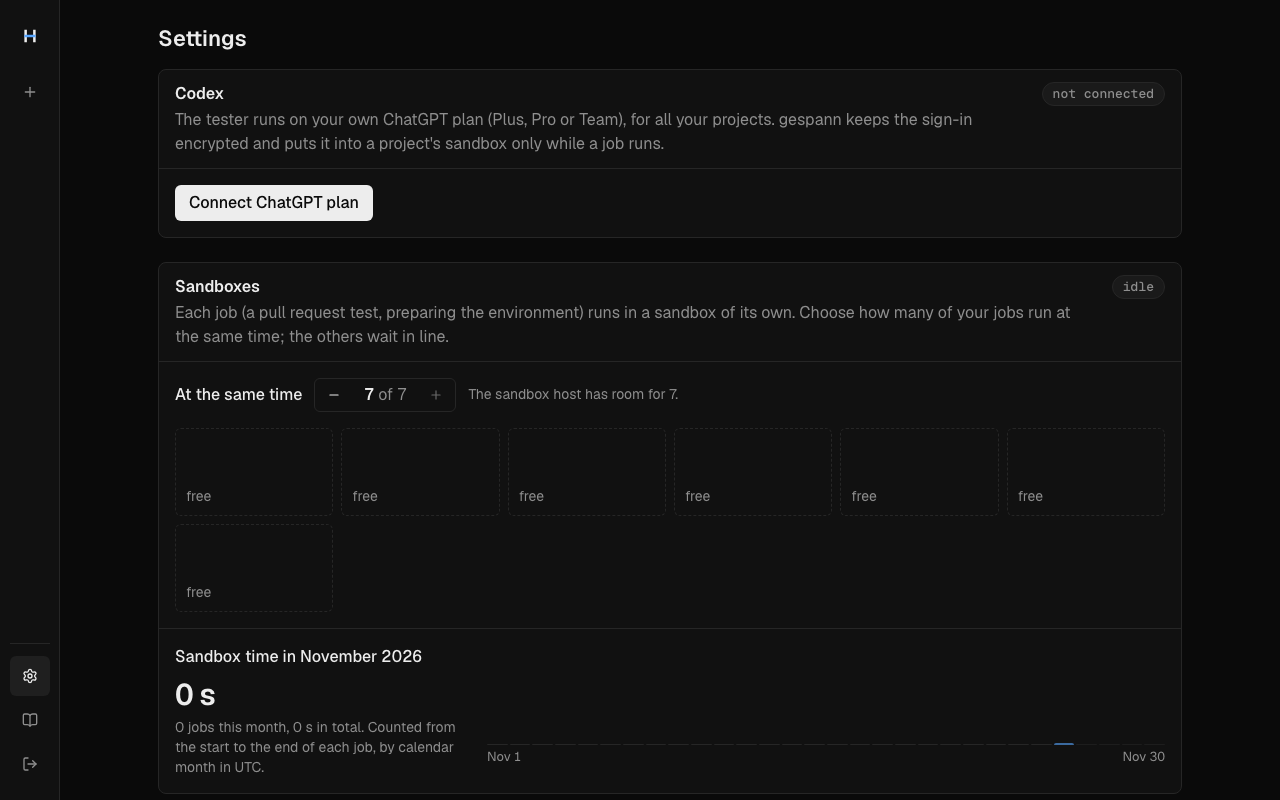 H
Settings
Codex
not connected
The tester runs on your own ChatGPT plan (Plus, Pro or Team), for all your projects. gespann keeps the sign-in
encrypted and puts it into a project's sandbox only while a job runs.
Connect ChatGPT plan
Sandboxes
idle
Each job (a pull request test, preparing the environment) runs in a sandbox of its own. Choose how many of your jobs run at
the same time; the others wait in line.
At the same time − 7 of 7 + The sandbox host has room for 7.
free free free free free free
free
Sandbox time in November 2026
0 s
0 jobs this month, 0 s in total. Counted from
the start to the end of each job, by calendar
month in UTC.
Nov 1 Nov 30